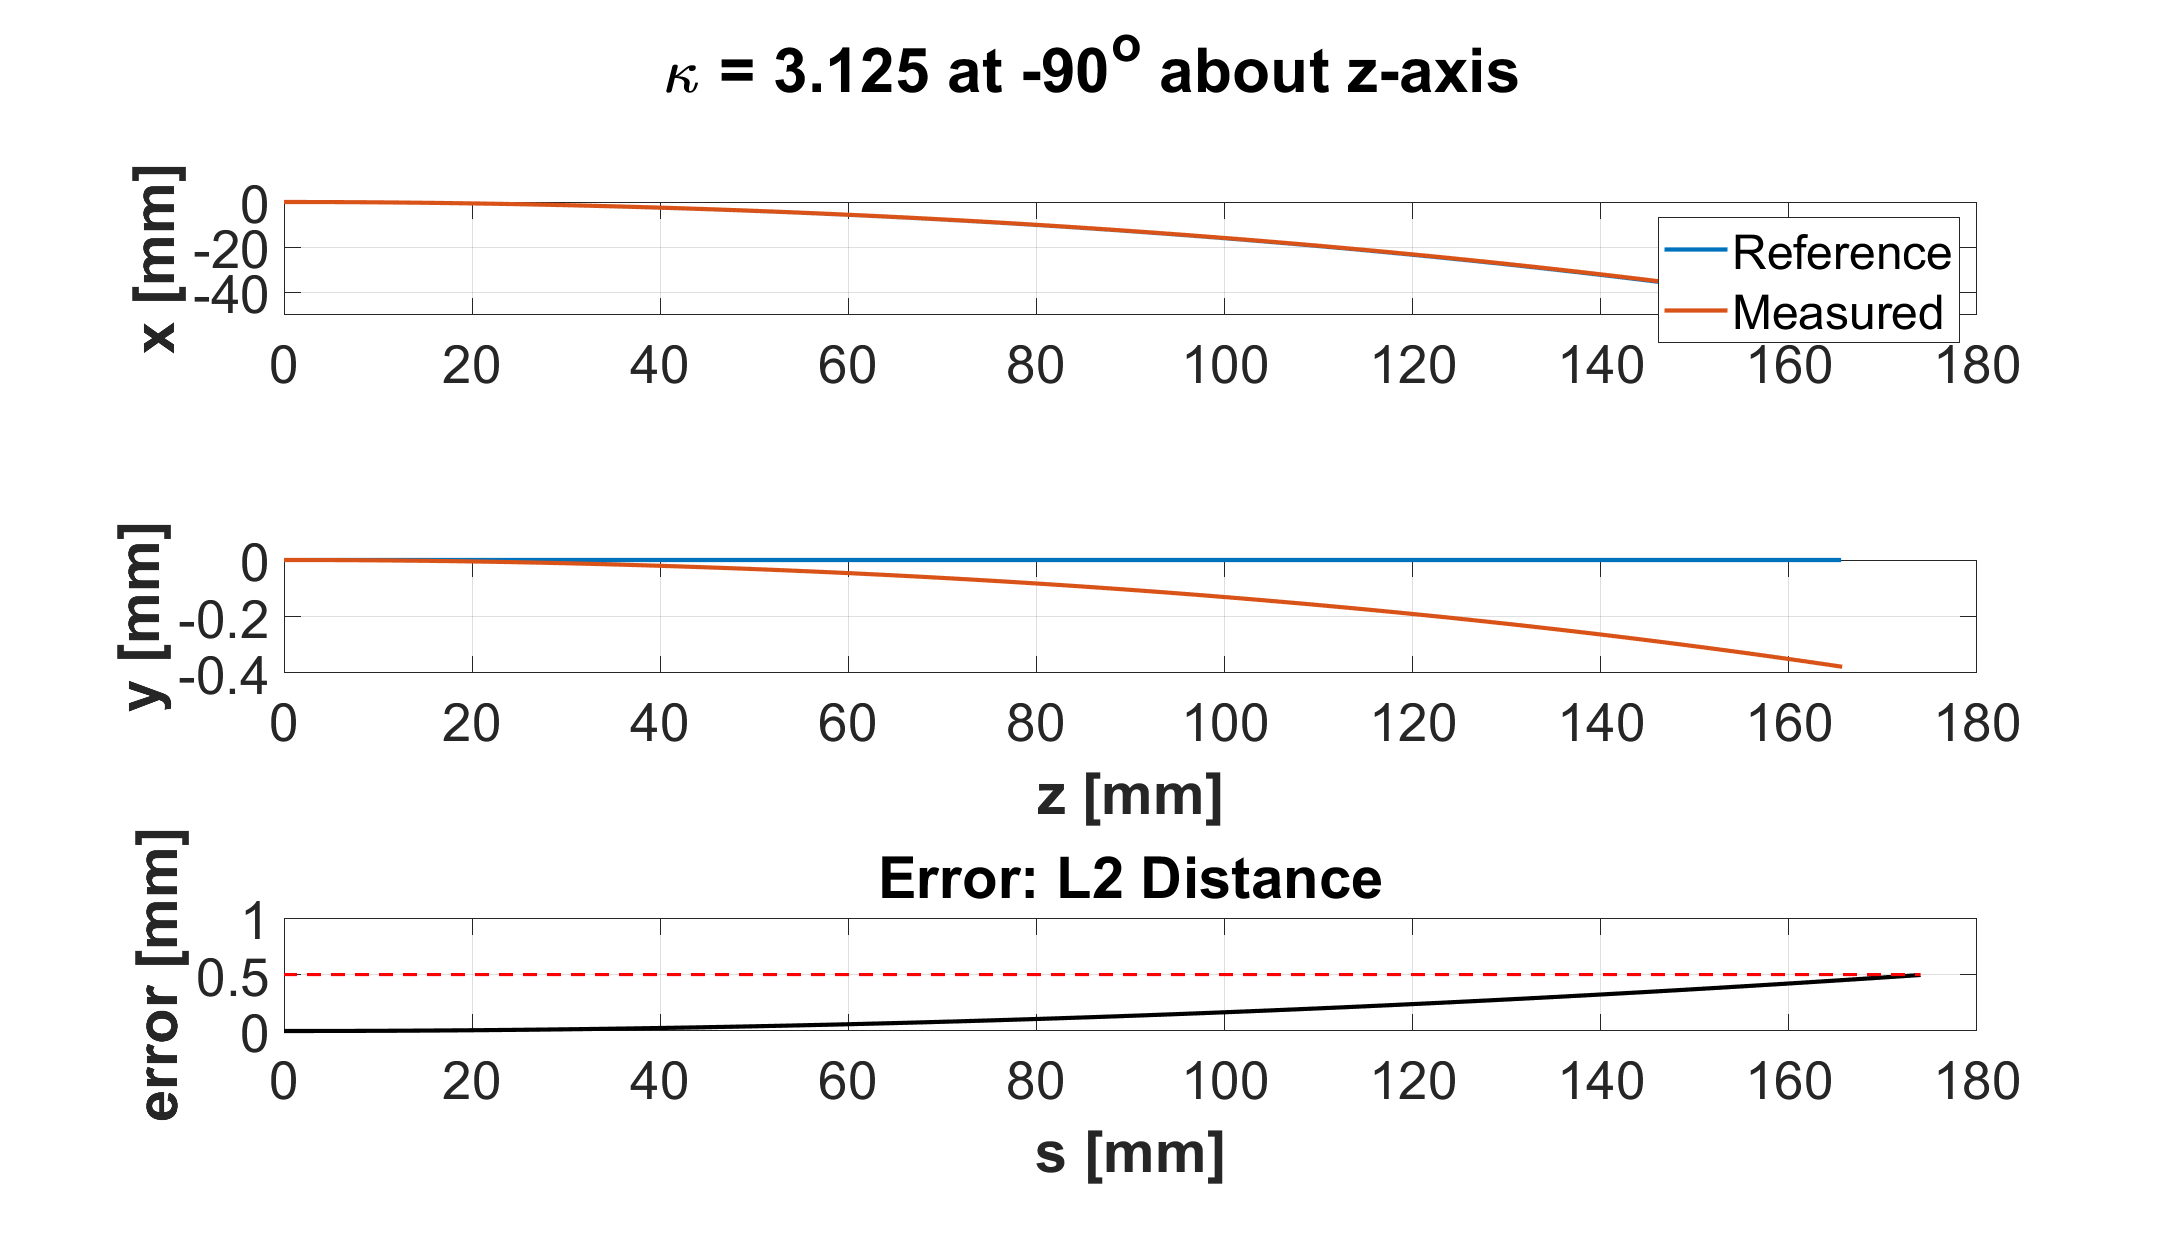 κ = 3.125 at -90° about z-axis
x [mm]
0
-20
-40
Reference
Measured
0 20 40 60 80 100 120 140 160 180
y [mm]
0
-0.2
-0.4
0 20 40 60 80 100 120 140 160 180
z [mm]
Error: L2 Distance
error [mm]
1
0.5
0
0 20 40 60 80 100 120 140 160 180
s [mm]